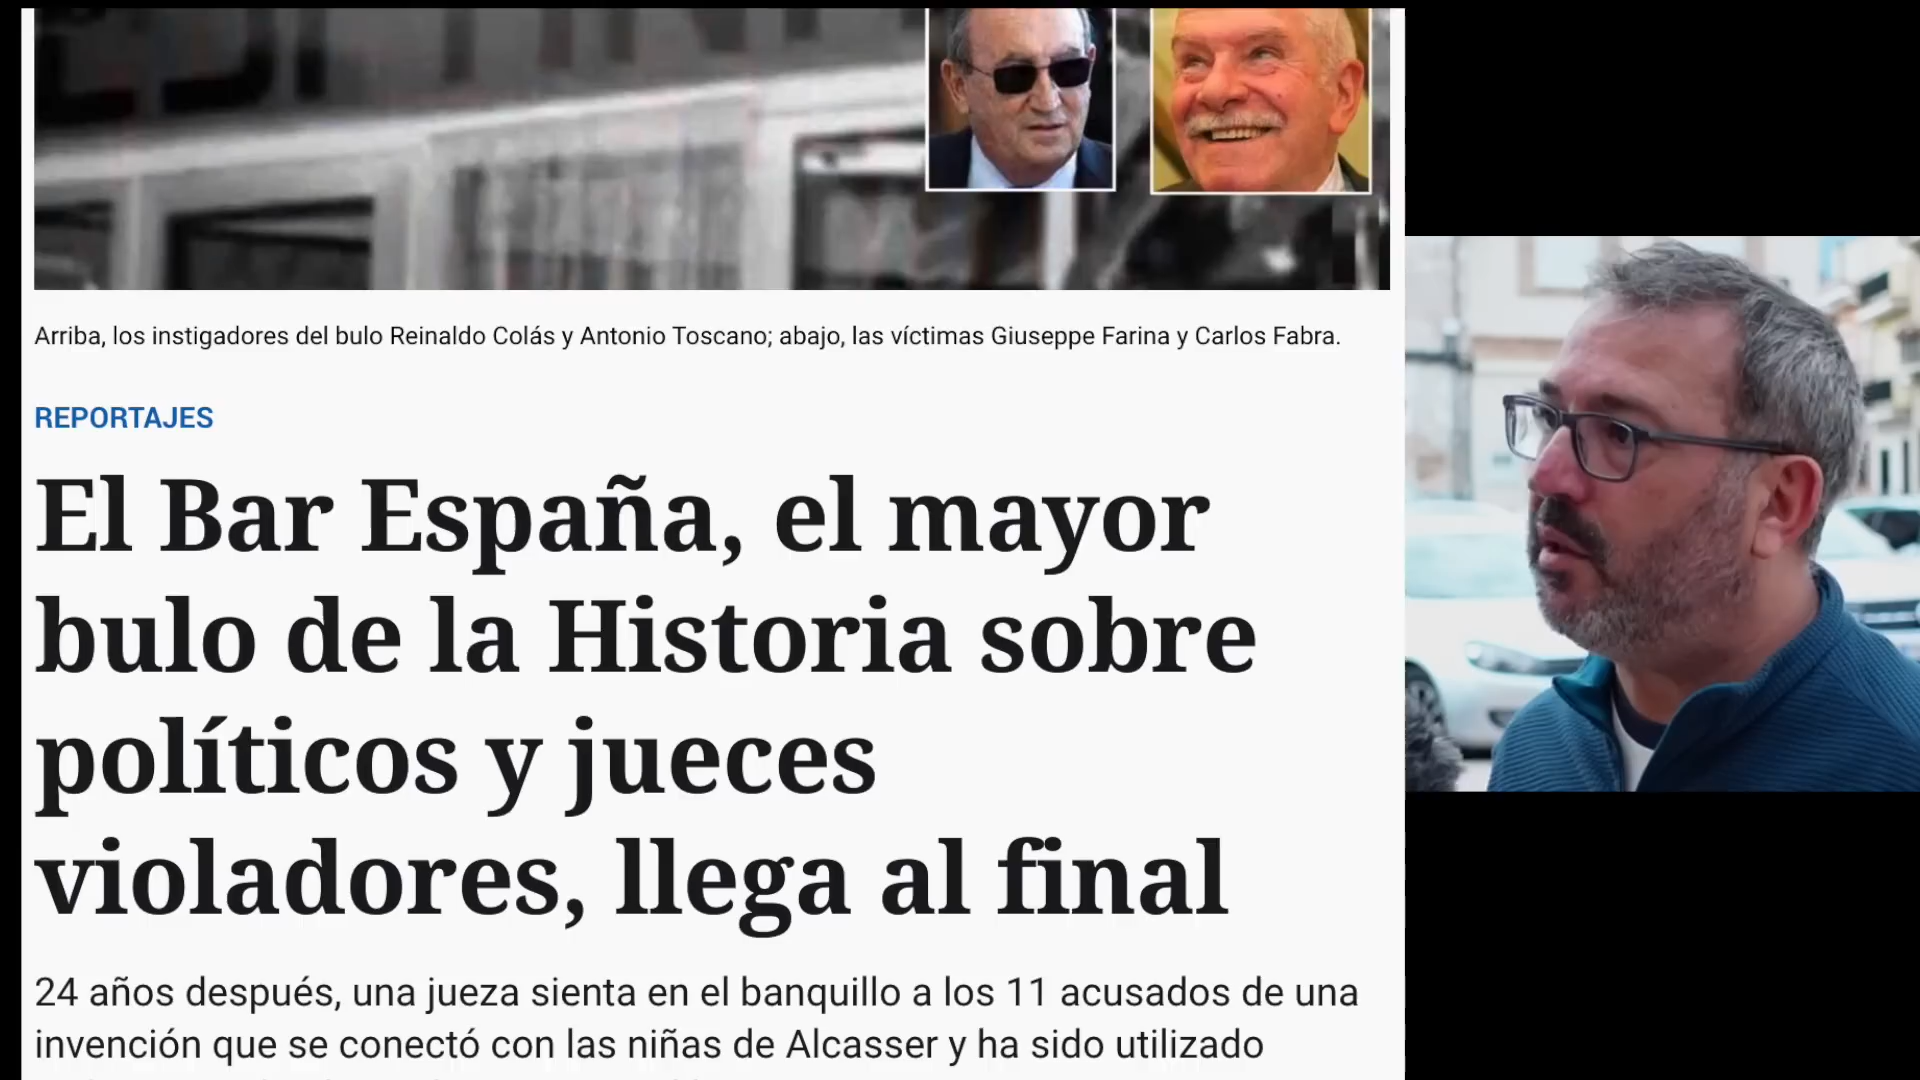 Arriba, los instigadores del bulo Reinaldo Colás y Antonio Toscano; abajo, las víctimas Giuseppe Farina y Carlos Fabra.
REPORTAJES
El Bar España, el mayor
bulo de la Historia sobre
políticos y jueces
violadores, llega al final
24 años después, una jueza sienta en el banquillo a los 11 acusados de una
invención que se conectó con las niñas de Alcasser y ha sido utilizado